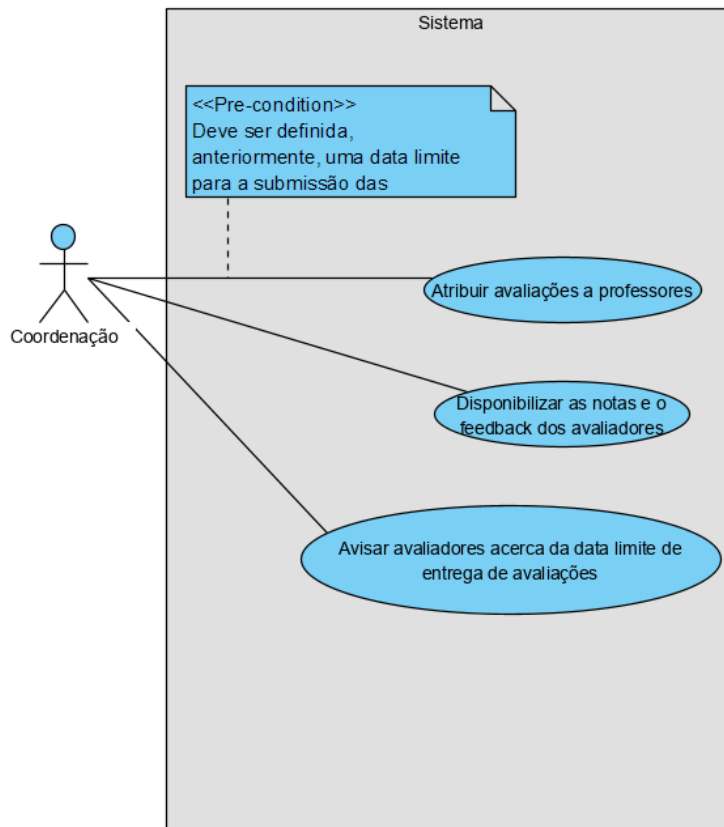 Sistema
<<Pre-condition>>
Deve ser definida,
anteriormente, uma data limite
para a submissão das
Coordenação
Atribuir avaliações a professores
Disponibilizar as notas e o
feedback dos avaliadores
Avisar avaliadores acerca da data limite de
entrega de avaliações